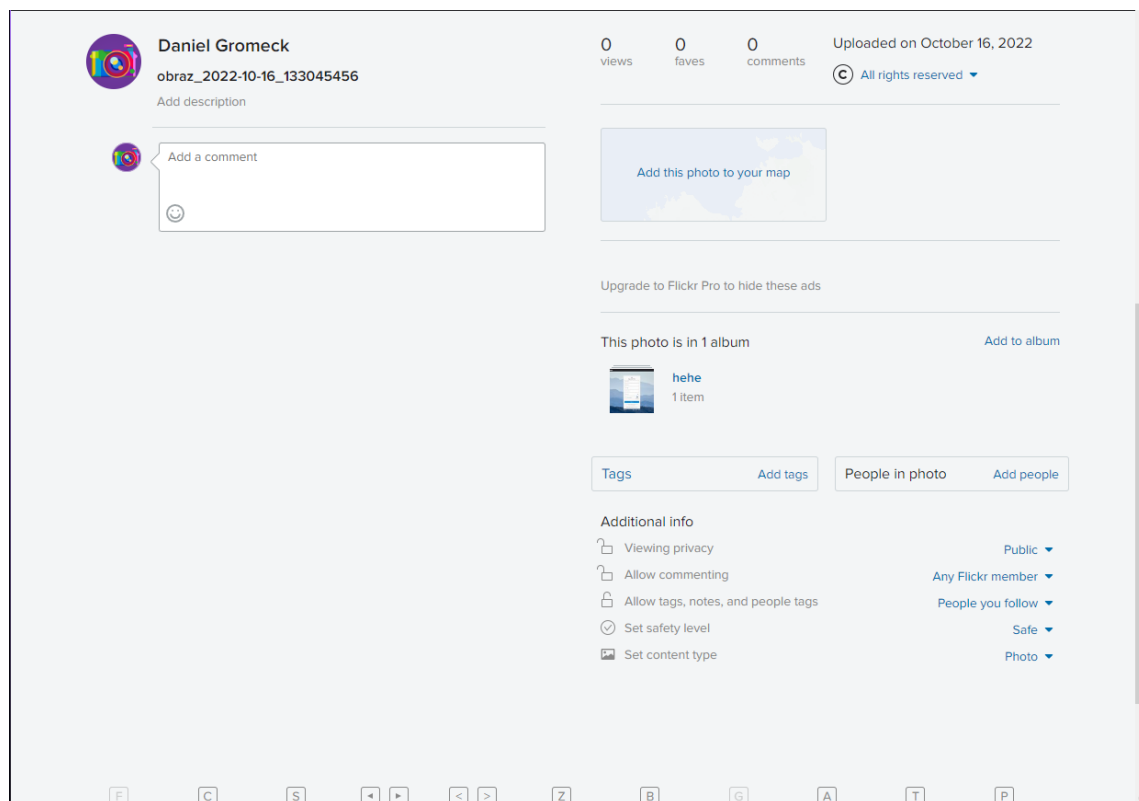 Daniel Gromeck
obraz_2022-10-16_133045456
Add description
Add a comment
0 0 0
views faves comments
Uploaded on October 16, 2022
C All rights reserved
Add this photo to your map
Upgrade to Flickr Pro to hide these ads
This photo is in 1 album Add to album
hehe
1 item
Tags Add tags People in photo Add people
Additional info
Viewing privacy Public
Allow commenting Any Flickr member
Allow tags, notes, and people tags People you follow
Set safety level Safe
Set content type Photo
F C S < > Z B G A T P